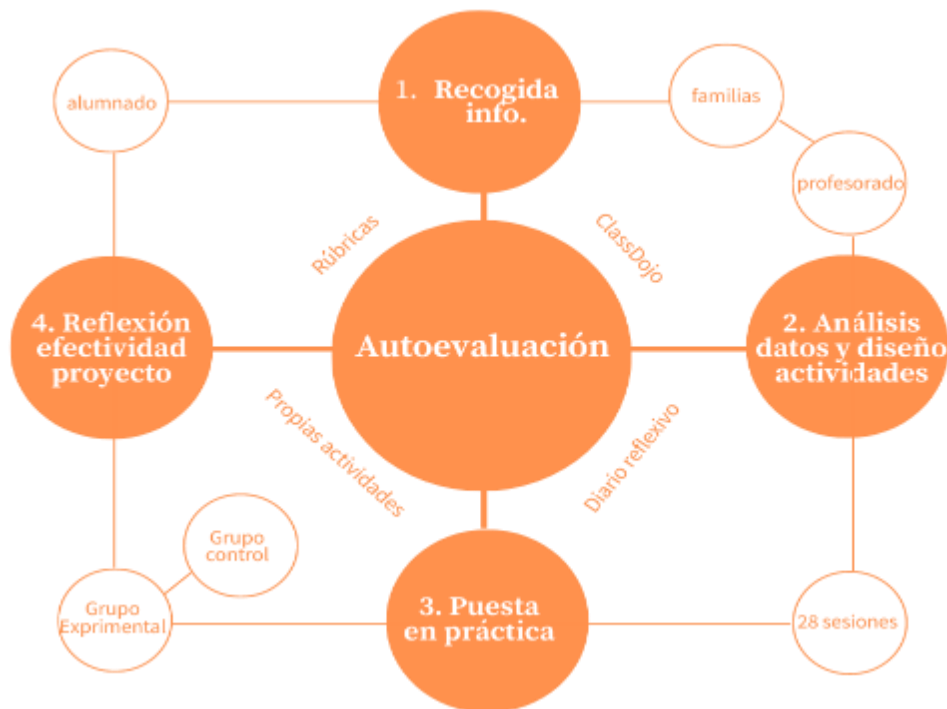 1. Recogida
info.
alumnado
familias
profesorado
Rúbricas
ClassDojo
4. Reflexión
efectividad
proyecto
Autoevaluación
2. Análisis
datos y diseño
actividades
Propias actividades
Diario reflexivo
Grupo
control
Grupo
Exprimental
3. Puesta
en práctica
28 sesiones